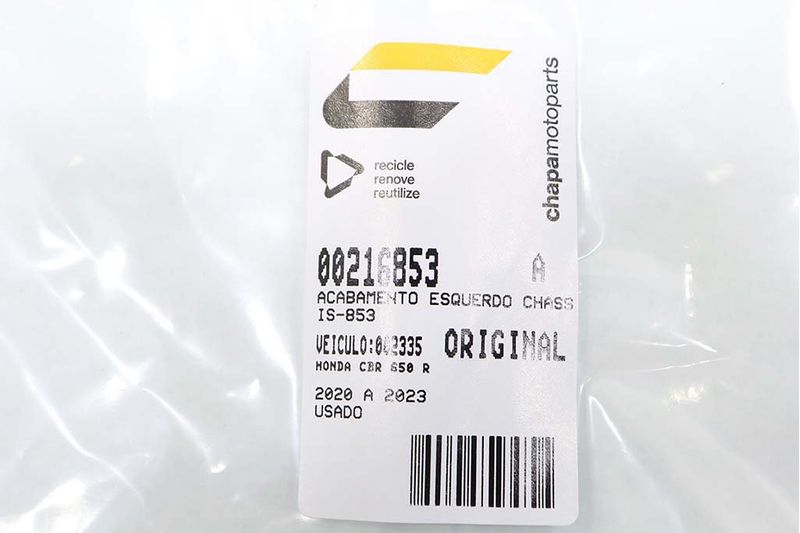 chapamotoparts
recicle
renove
reutilize
00216853 A
ACABAMENTO ESQUERDO CHASS
IS-853
VEICULO:002335 ORIGINAL
HONDA CBR 650 R
2020 A 2023
USADO